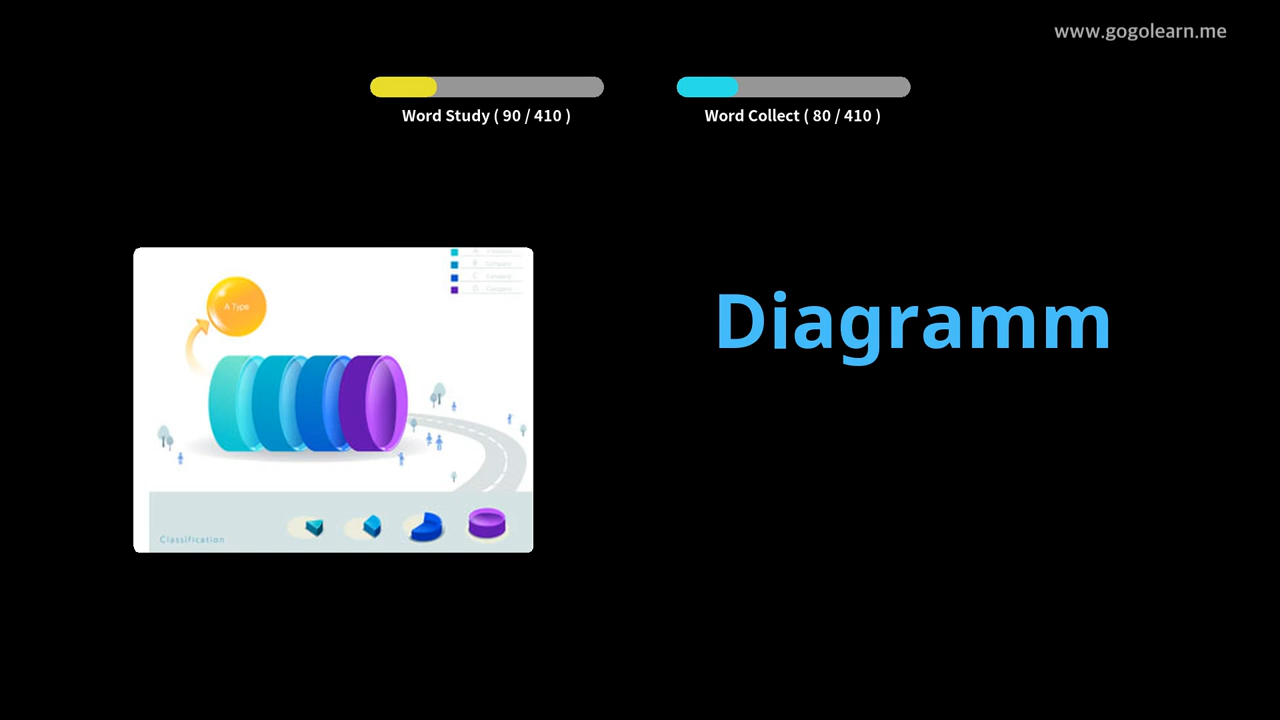 www.gogolearn.me
Word Study ( 90 / 410 )
Word Collect ( 80 / 410 )
A Type
Diagramm
Classification